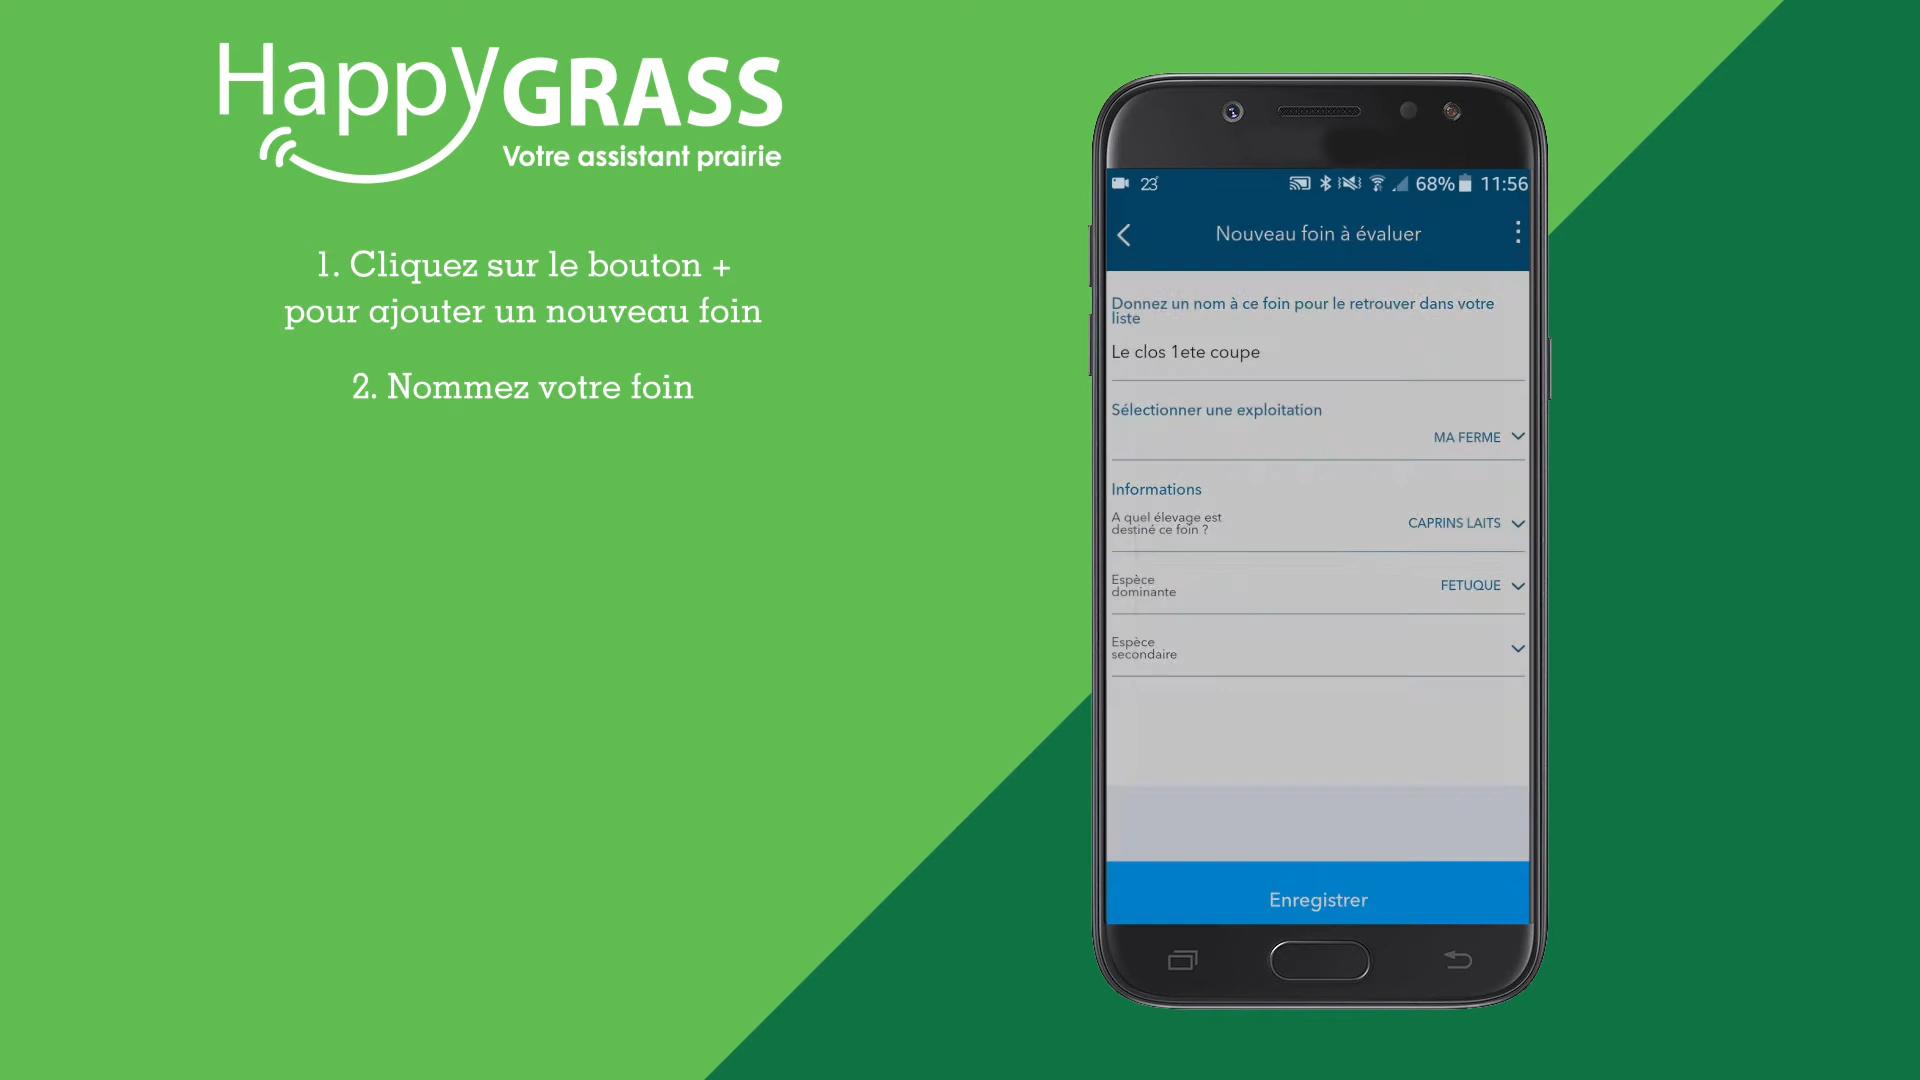 HappyGRASS
Votre assistant prairie
1. Cliquez sur le bouton +
pour ajouter un nouveau foin
2. Nommez votre foin
23°
68% 11:56
Nouveau foin à évaluer
Donnez un nom à ce foin pour le retrouver dans votre
liste
Le clos 1ete coupe
Sélectionner une exploitation
MA FERME
Informations
A quel élevage est
destiné ce foin ?
CAPRINS LAITS
Espèce
dominante
FETUQUE
Espèce
secondaire
Enregistrer